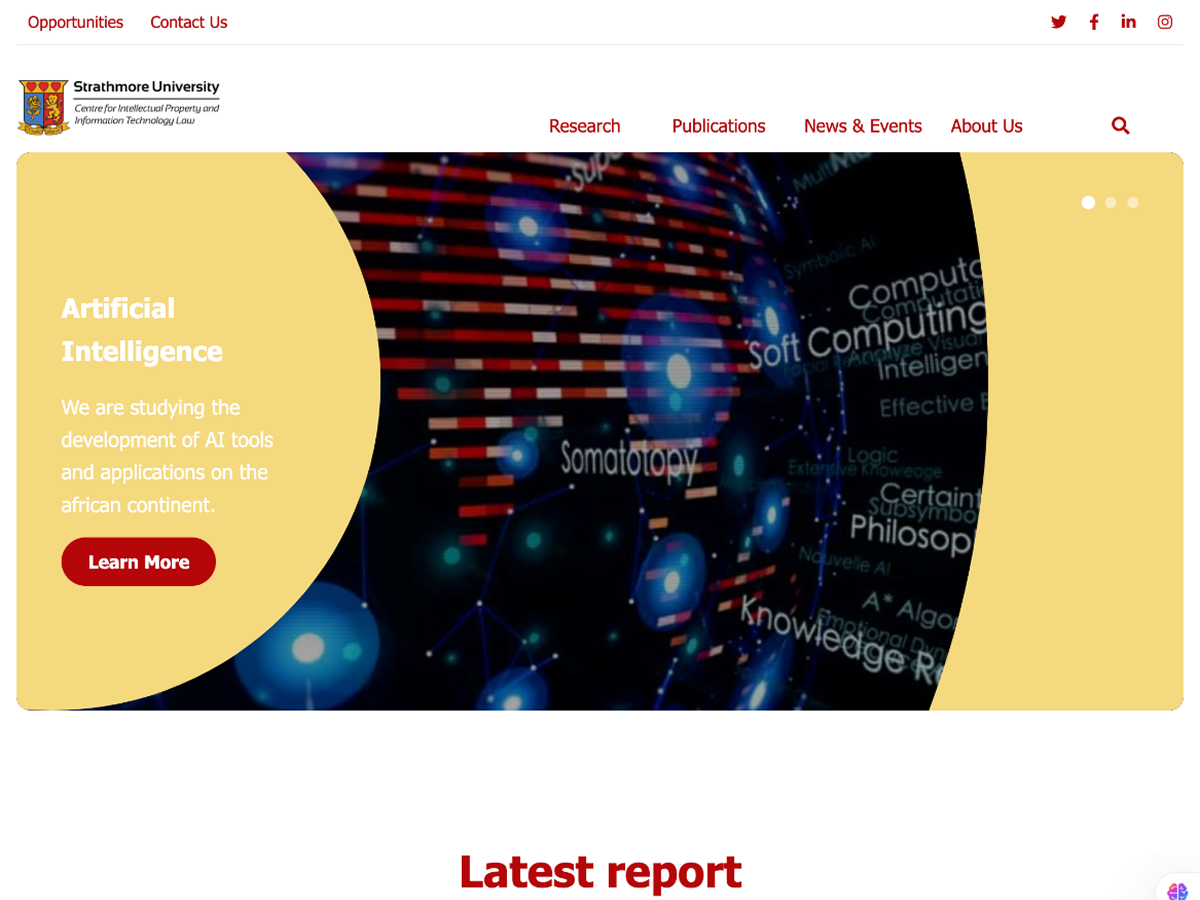 Opportunities Contact Us
Strathmore University
Centre for Intellectual Property and
Information Technology Law
Research Publications News & Events About Us
Artificial
Intelligence
We are studying the
development of AI tools
and applications on the
african continent.
Learn More
Symbolic AI
Soft Computing
Analyze Visual
Intelligen
Effective
Somatotopy
Logic
Extensive Knowledge
Certaint
Subsymbo
Philosop
Nouvelle AI
A* Algo
Emotional Dyn
Knowledge Re
Latest report